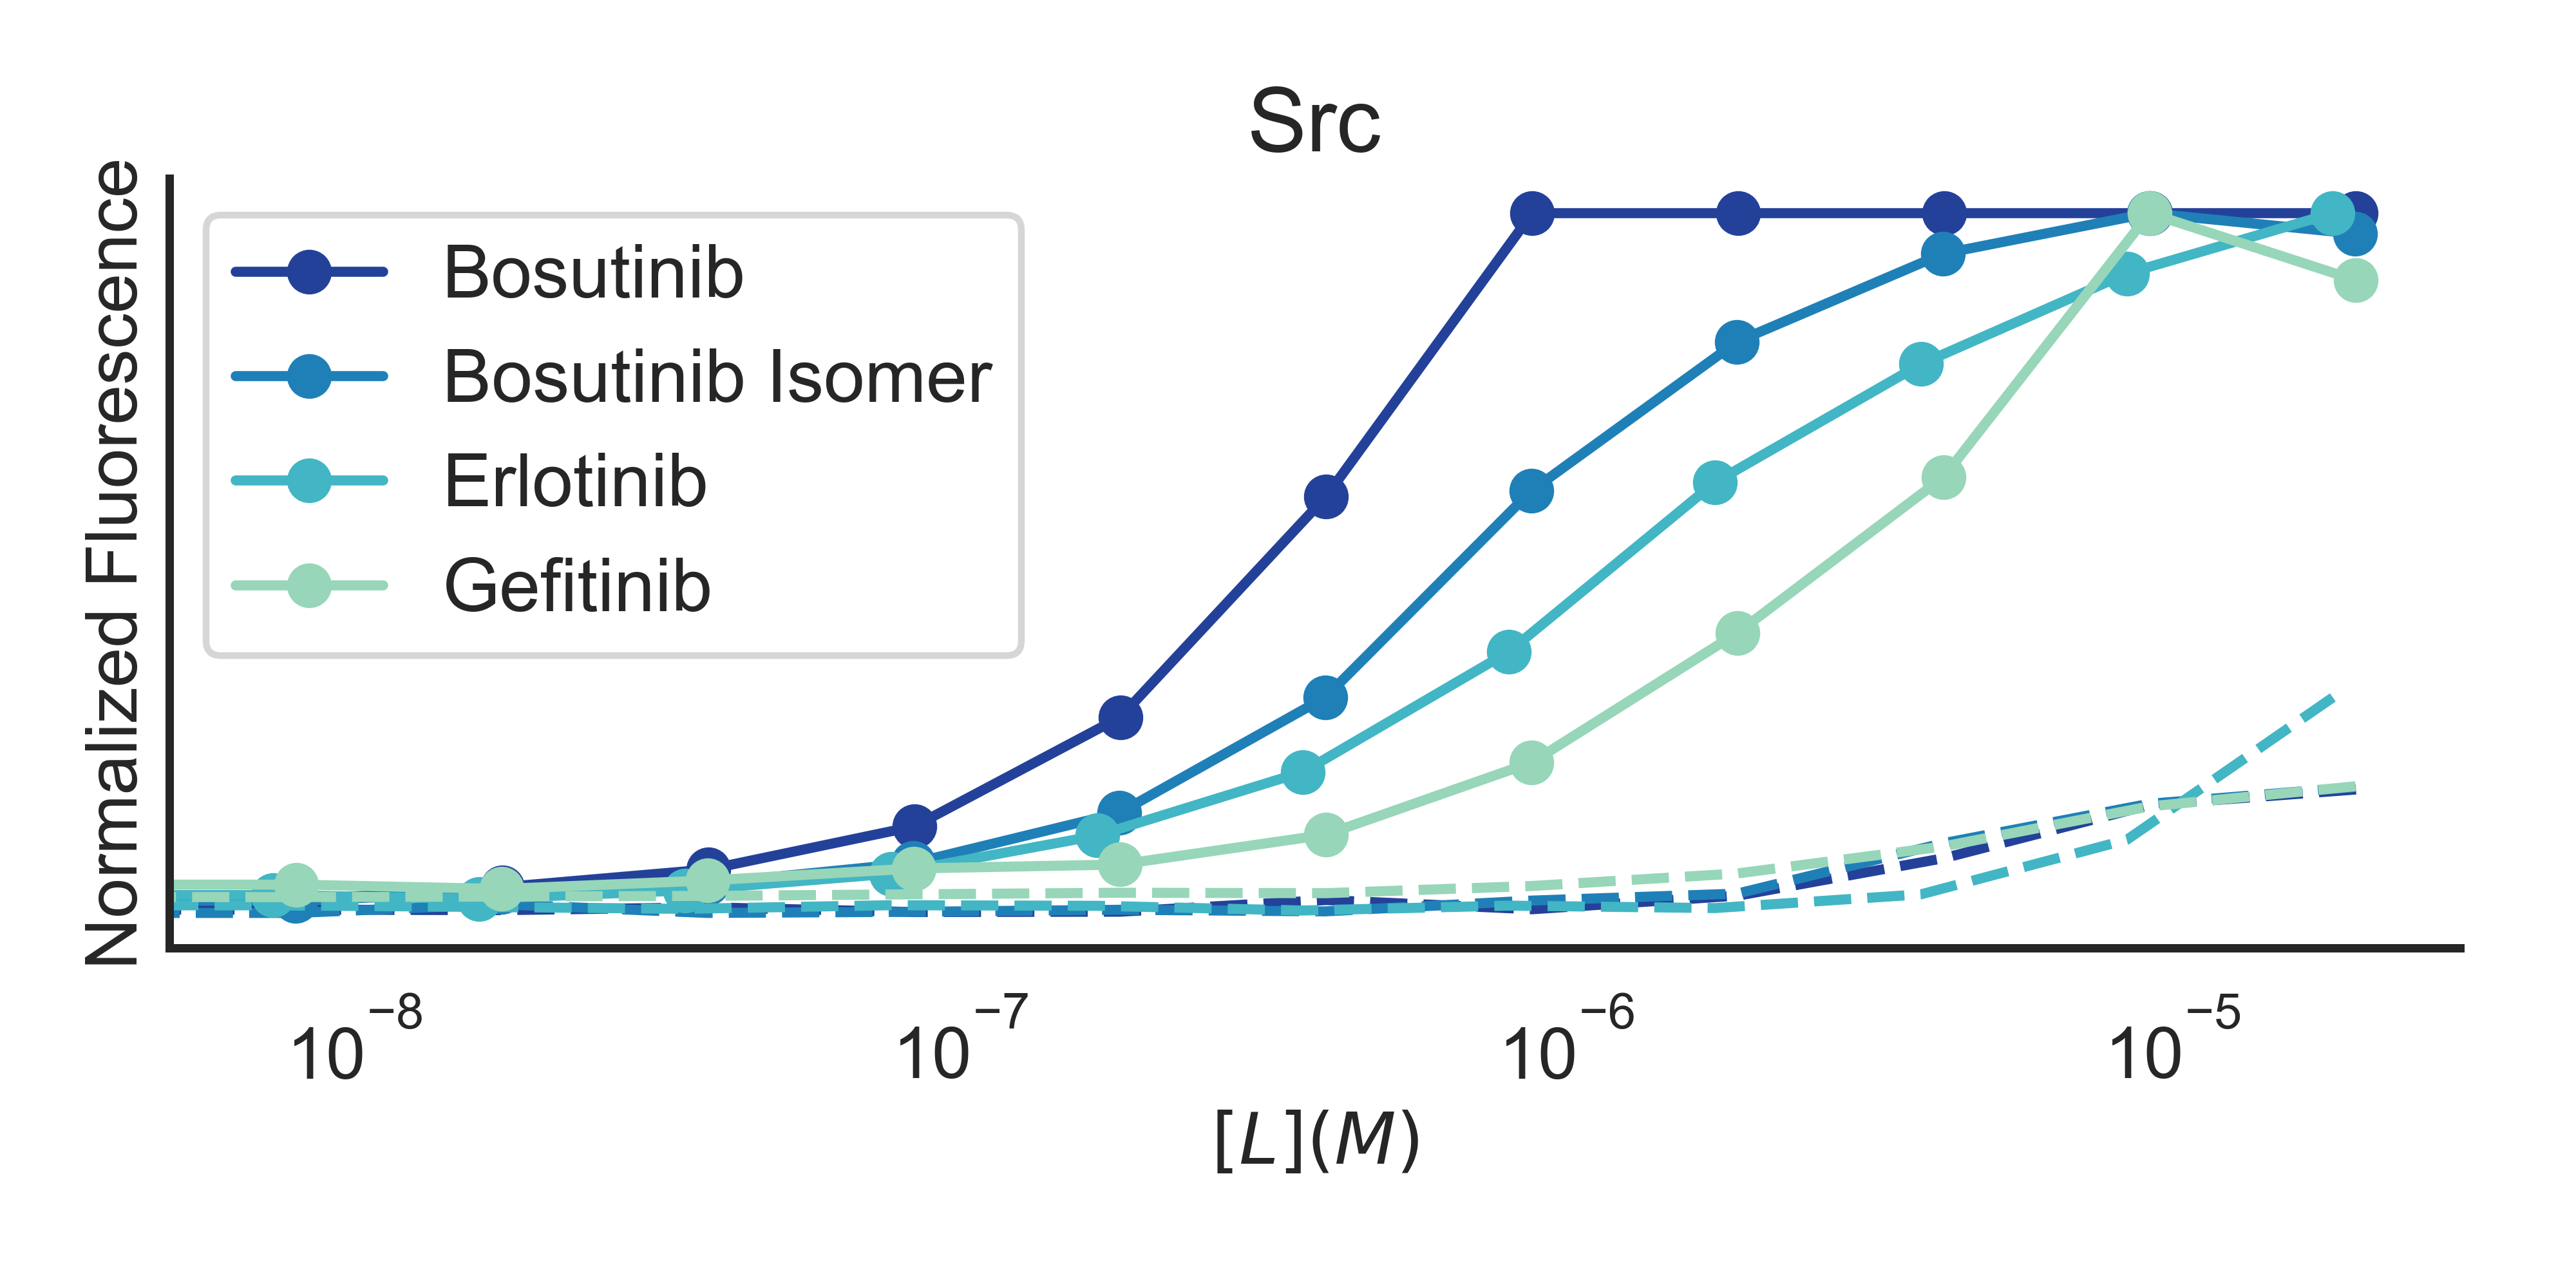 Src
Normalized Fluorescence
Bosutinib
Bosutinib Isomer
Erlotinib
Gefitinib
10⁻⁸
10⁻⁷
10⁻⁶
10⁻⁵
[L](M)